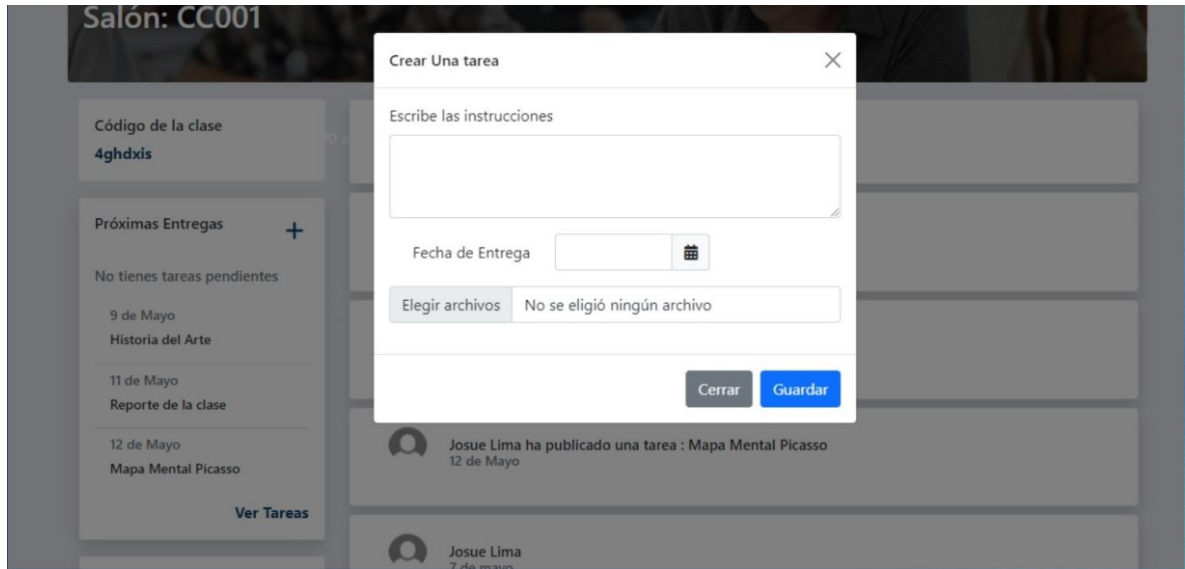 Salón: CC001
Crear Una tarea
Escribe las instrucciones
Fecha de Entrega
Elegir archivos No se eligió ningún archivo
Cerrar Guardar
Código de la clase
4ghdxis
Próximas Entregas
No tienes tareas pendientes
9 de Mayo
Historia del Arte
11 de Mayo
Reporte de la clase
12 de Mayo
Mapa Mental Picasso
Ver Tareas
Josue Lima ha publicado una tarea : Mapa Mental Picasso
12 de Mayo
Josue Lima
7 de mayo